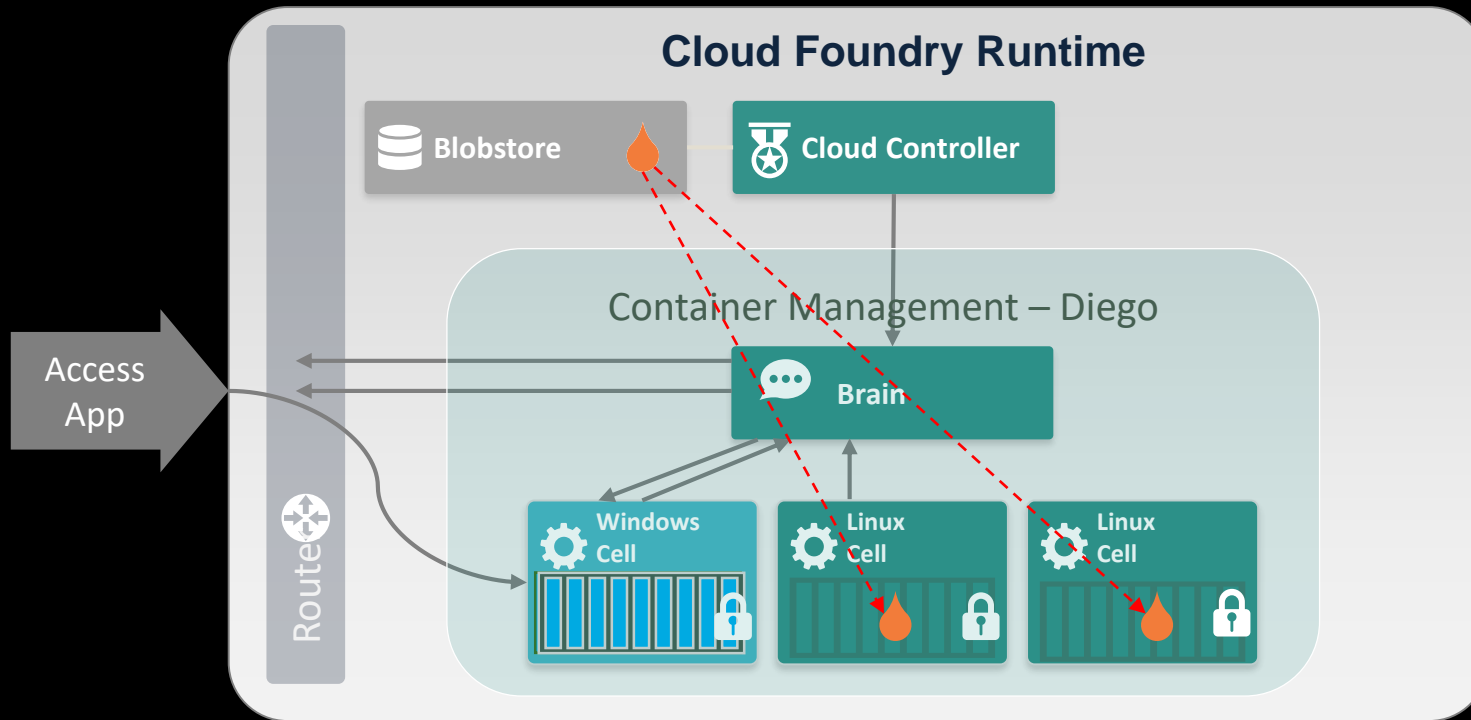 Cloud Foundry Runtime
Blobstore
Cloud Controller
Container Management – Diego
Access
App
Brain
Windows
Cell
Linux
Cell
Linux
Cell
Router